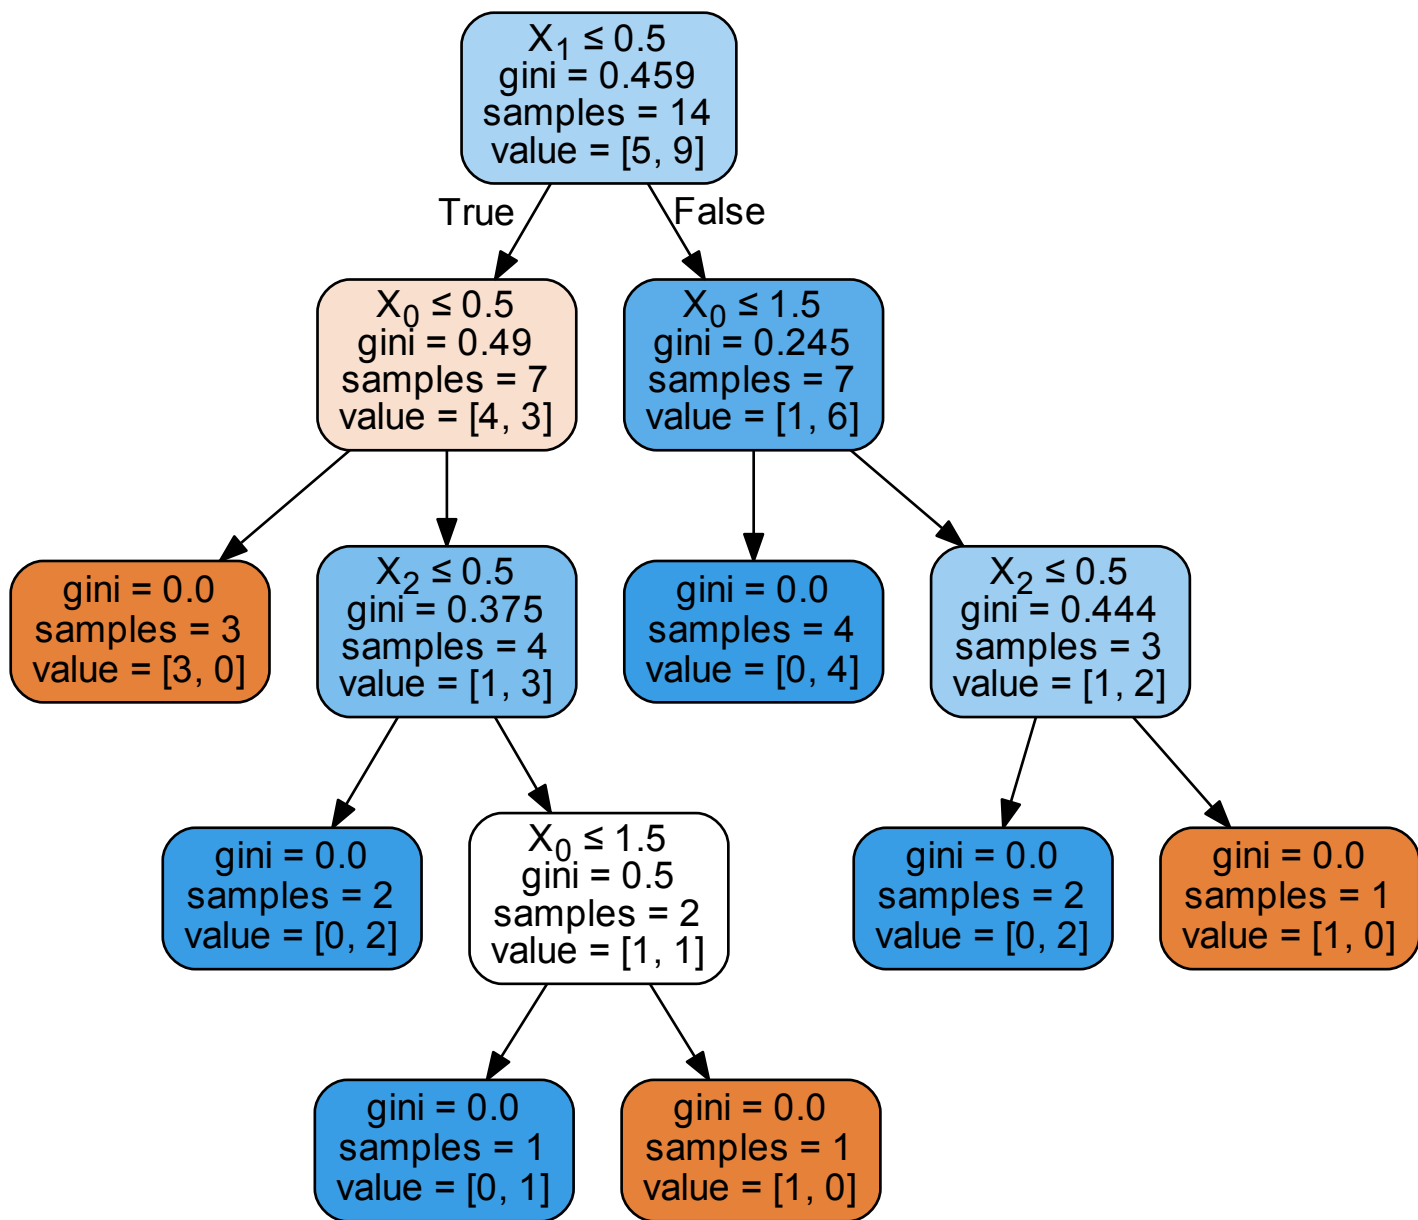 X₁ ≤ 0.5
gini = 0.459
samples = 14
value = [5, 9]
True
False
X₀ ≤ 0.5
gini = 0.49
samples = 7
value = [4, 3]
X₀ ≤ 1.5
gini = 0.245
samples = 7
value = [1, 6]
gini = 0.0
samples = 3
value = [3, 0]
X₂ ≤ 0.5
gini = 0.375
samples = 4
value = [1, 3]
gini = 0.0
samples = 4
value = [0, 4]
X₂ ≤ 0.5
gini = 0.444
samples = 3
value = [1, 2]
gini = 0.0
samples = 2
value = [0, 2]
X₀ ≤ 1.5
gini = 0.5
samples = 2
value = [1, 1]
gini = 0.0
samples = 2
value = [0, 2]
gini = 0.0
samples = 1
value = [1, 0]
gini = 0.0
samples = 1
value = [0, 1]
gini = 0.0
samples = 1
value = [1, 0]